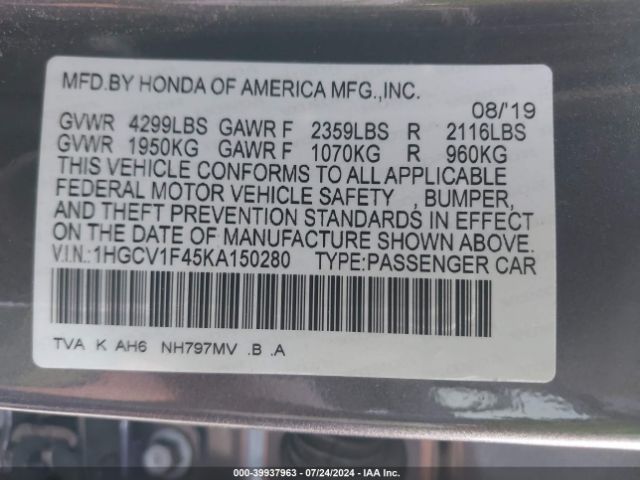 MFD.BY HONDA OF AMERICA MFG.,INC.
08/'19
GVWR 4299LBS GAWR F 2359LBS R 2116LBS
GVWR 1950KG GAWR F 1070KG R 960KG
THIS VEHICLE CONFORMS TO ALL APPLICABLE
FEDERAL MOTOR VEHICLE SAFETY , BUMPER,
AND THEFT PREVENTION STANDARDS IN EFFECT
ON THE DATE OF MANUFACTURE SHOWN ABOVE.
V.I.N.:1HGCV1F45KA150280 TYPE:PASSENGER CAR
TVA K AH6 NH797MV .B .A
000-39937963 - 07/24/2024 - IAA Inc.